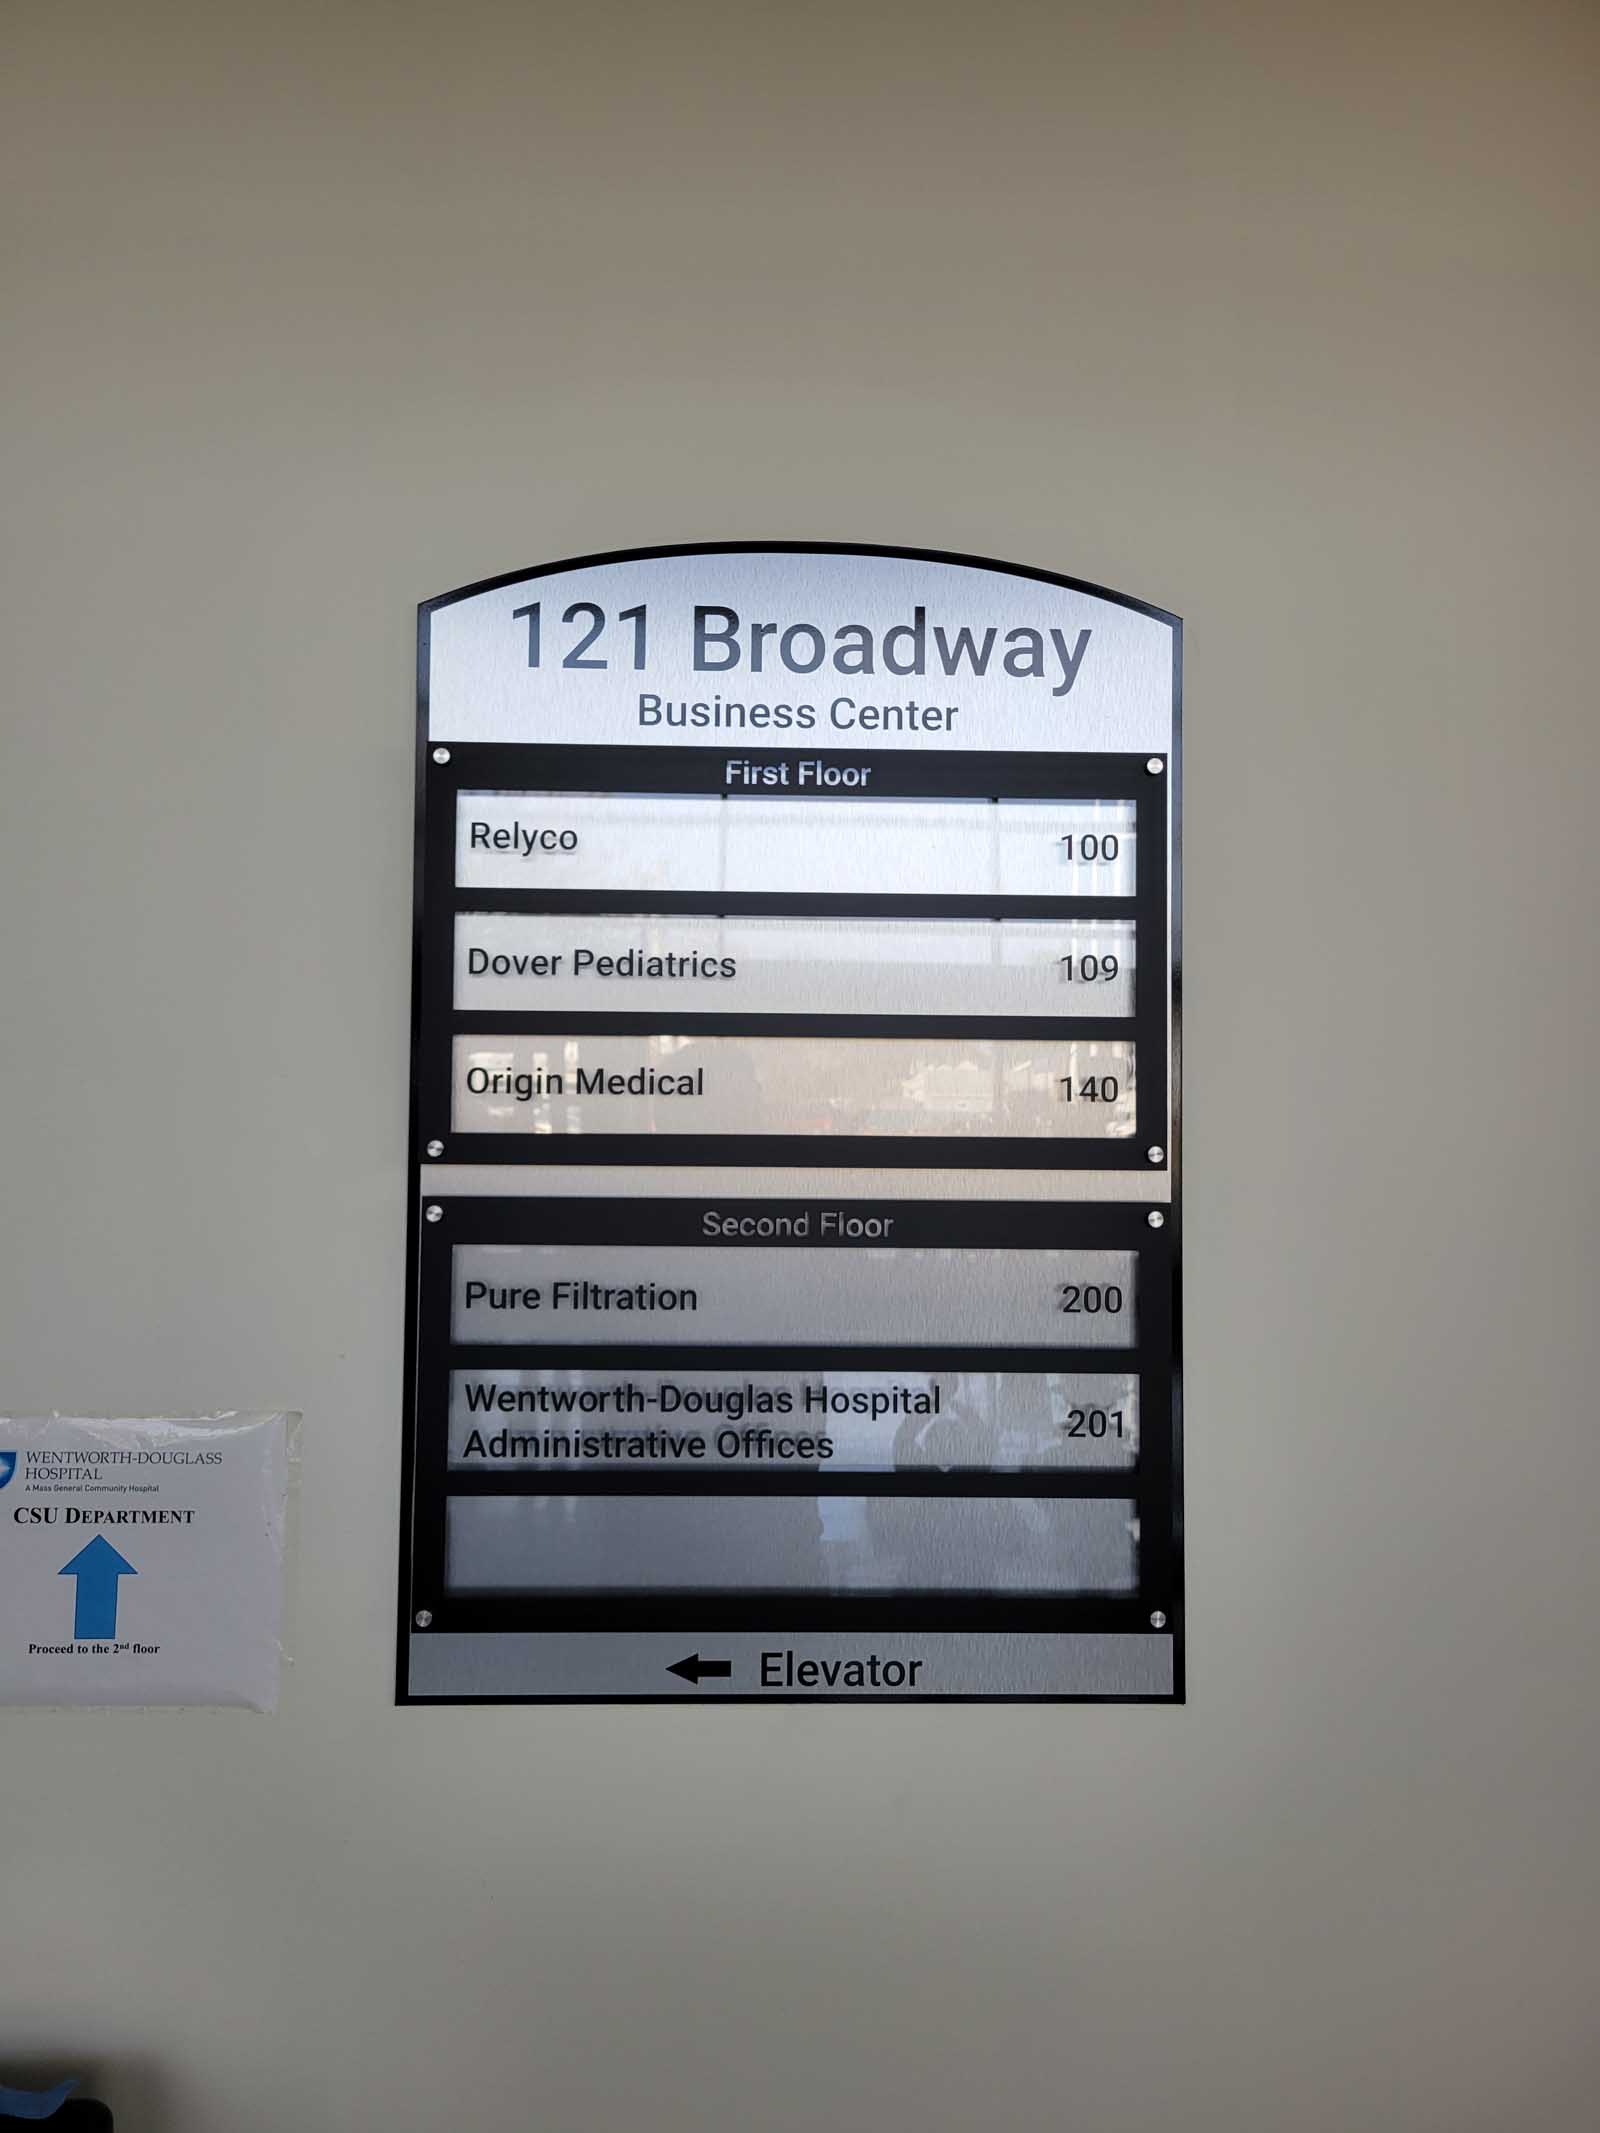 121 Broadway
Business Center
First Floor
Relyco 100
Dover Pediatrics 109
Origin Medical 140
Second Floor
Pure Filtration 200
Wentworth-Douglas Hospital
Administrative Offices 201
← Elevator
WENTWORTH-DOUGLASS
HOSPITAL
A Mass General Community Hospital
CSU DEPARTMENT
Proceed to the 2nd floor